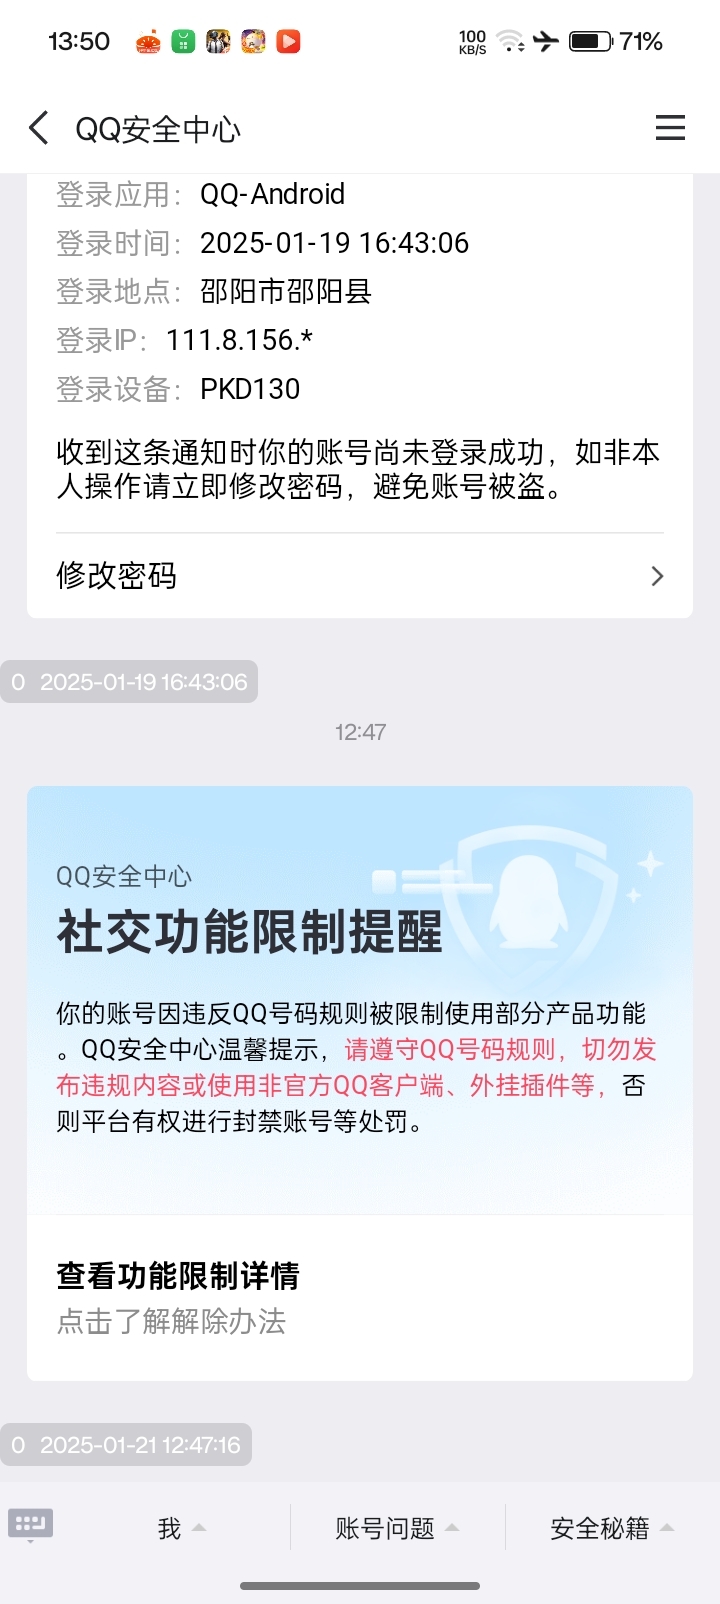 13:50
100
KB/S
71%
QQ安全中心
登录应用：QQ-Android
登录时间：2025-01-19 16:43:06
登录地点：邵阳市邵阳县
登录IP：111.8.156.*
登录设备：PKD130
收到这条通知时你的账号尚未登录成功，如非本
人操作请立即修改密码，避免账号被盗。
修改密码
0 2025-01-19 16:43:06
12:47
QQ安全中心
社交功能限制提醒
你的账号因违反QQ号码规则被限制使用部分产品功能
。QQ安全中心温馨提示，请遵守QQ号码规则，切勿发
布违规内容或使用非官方QQ客户端、外挂插件等，否
则平台有权进行封禁账号等处罚。
查看功能限制详情
点击了解解除办法
0 2025-01-21 12:47:16
我
账号问题
安全秘籍